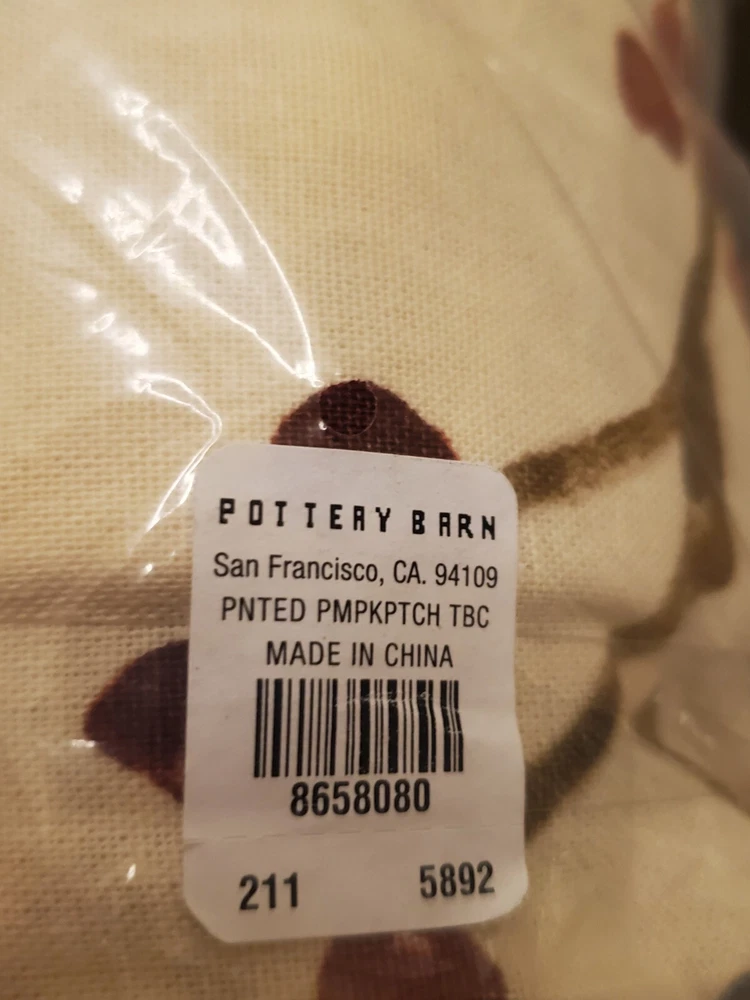 POTTERY BARN
San Francisco, CA. 94109
PNTED PMPKPTCH TBC
MADE IN CHINA
8658080
211 5892